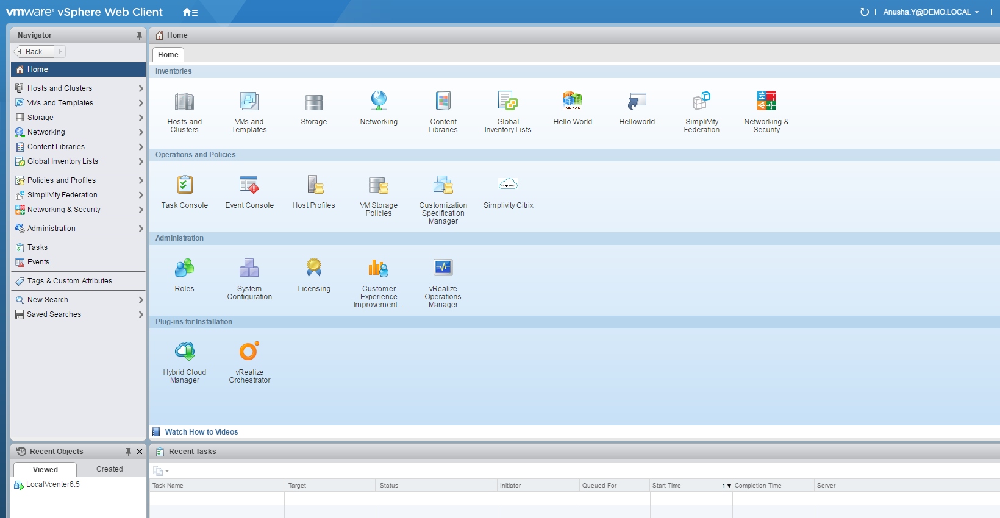 vmware® vSphere Web Client
Anusha.Y@DEMO.LOCAL
Navigator
Back
Home
Hosts and Clusters
VMs and Templates
Storage
Networking
Content Libraries
Global Inventory Lists
Policies and Profiles
SimpliVity Federation
Networking & Security
Administration
Tasks
Events
Tags & Custom Attributes
New Search
Saved Searches
Home
Home
Inventories
Hosts and
Clusters
VMs and
Templates
Storage
Networking
Content
Libraries
Global
Inventory Lists
Hello World
Helloworld
SimpliVity
Federation
Networking &
Security
Operations and Policies
Task Console
Event Console
Host Profiles
VM Storage
Policies
Customization
Specification
Manager
Simplivity Citrix
Administration
Roles
System
Configuration
Licensing
Customer
Experience
Improvement ...
vRealize
Operations
Manager
Plug-ins for Installation
Hybrid Cloud
Manager
vRealize
Orchestrator
Watch How-to Videos
Recent Objects
Viewed
Created
LocalVcenter6.5
Recent Tasks
Task Name
Target
Status
Initiator
Queued For
Start Time
1
Completion Time
Server